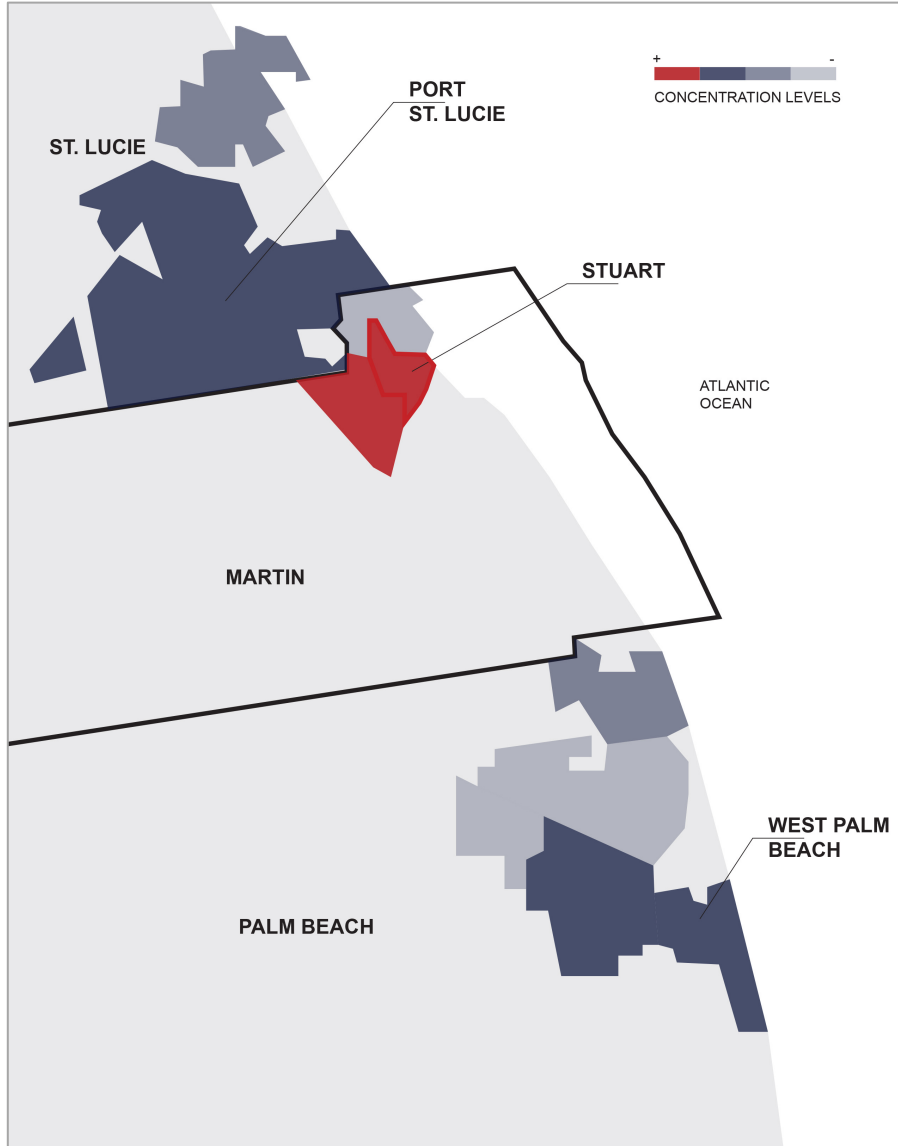 + -
CONCENTRATION LEVELS
PORT
ST. LUCIE
ST. LUCIE
STUART
ATLANTIC
OCEAN
MARTIN
WEST PALM
BEACH
PALM BEACH